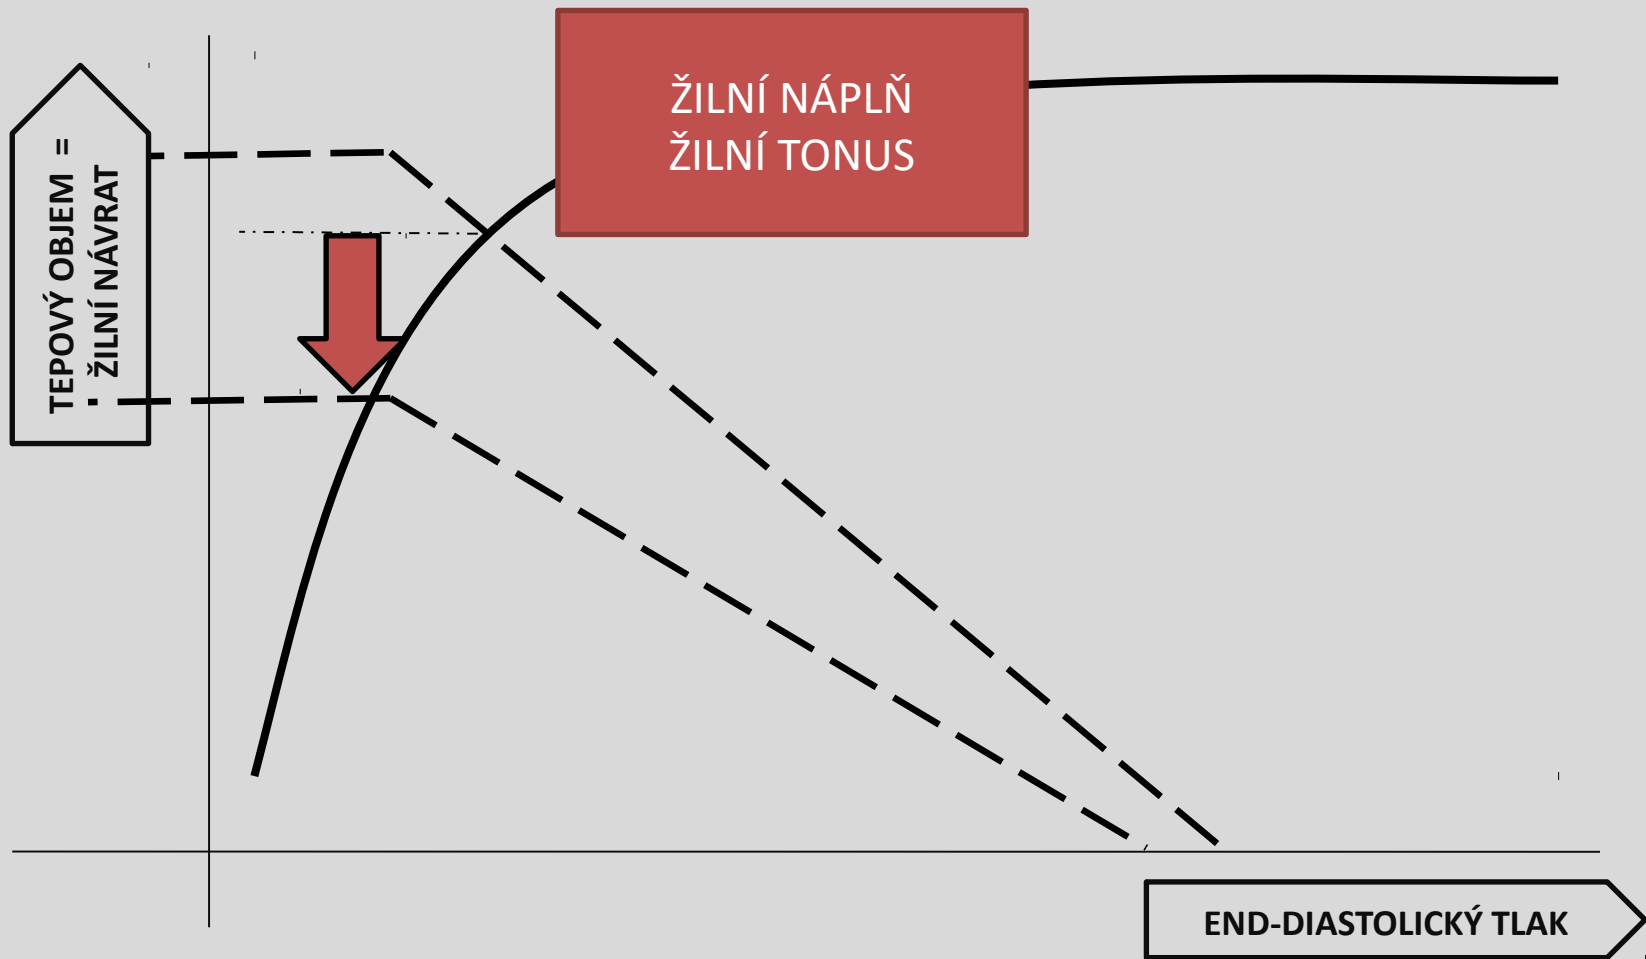 ŽILNÍ NÁPLŇ
ŽILNÍ TONUS
TEPOVÝ OBJEM =
ŽILNÍ NÁVRAT
END-DIASTOLICKÝ TLAK